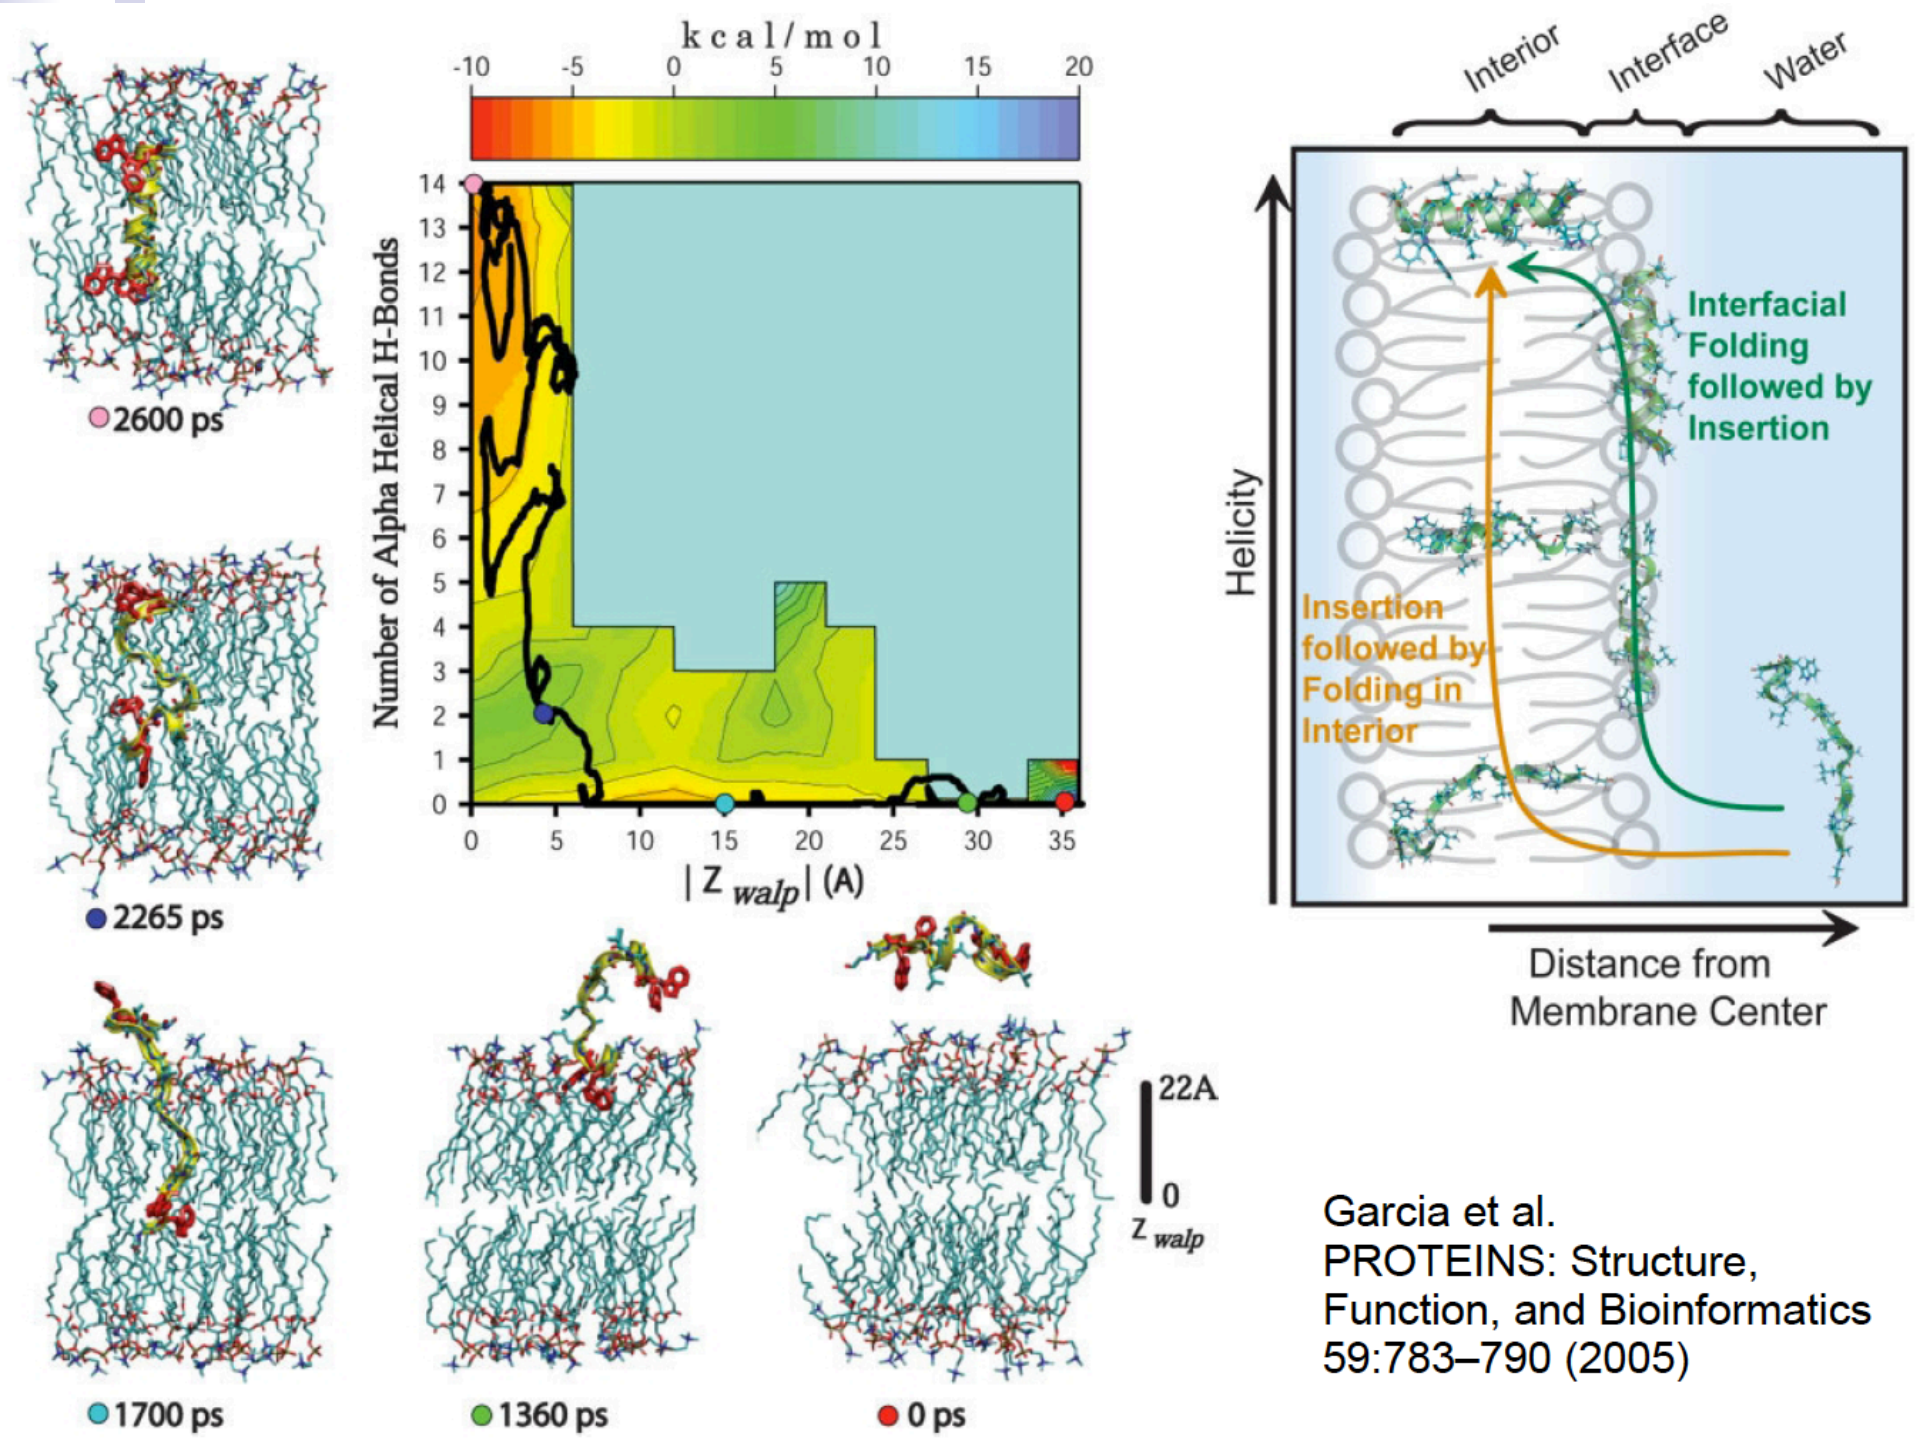 kcal/mol
-10 -5 0 5 10 15 20
Number of Alpha Helical H-Bonds
14
13
12
11
10
9
8
7
6
5
4
3
2
1
0
0 5 10 15 20 25 30 35
|Z walp| (A)
2600 ps
2265 ps
1700 ps
1360 ps
0 ps
22A
0
Z walp
Interior Interface Water
Helicity
Interfacial
Folding
followed by
Insertion
Insertion
followed by
Folding in
Interior
Distance from
Membrane Center
Garcia et al.
PROTEINS: Structure,
Function, and Bioinformatics
59:783–790 (2005)